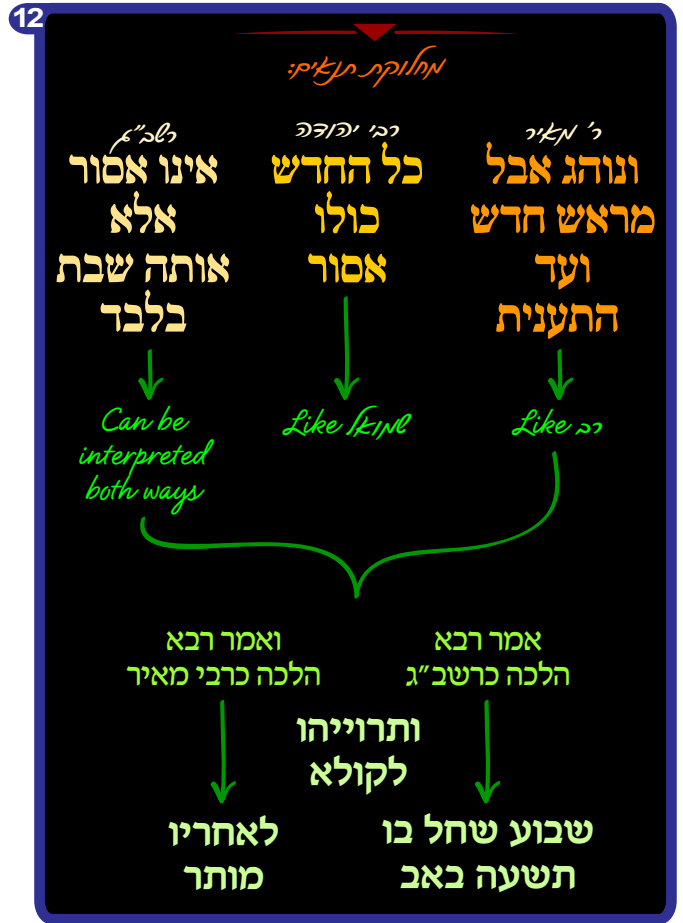 12
מחלוקת תנאים:
ר' מאיר
ונוהג אבל
מראש חדש
ועד
התענית
Like רב
רבי יהודה
כל החדש
כולו
אסור
Like שמואל
רשב״ג
אינו אסור
אלא
אותה שבת
בלבד
Can be
interpreted
both ways
אמר רבא
הלכה כרשב״ג
ואמר רבא
הלכה כרבי מאיר
ותרוייהו
לקולא
שבוע שחל בו
תשעה באב
לאחריו
מותר